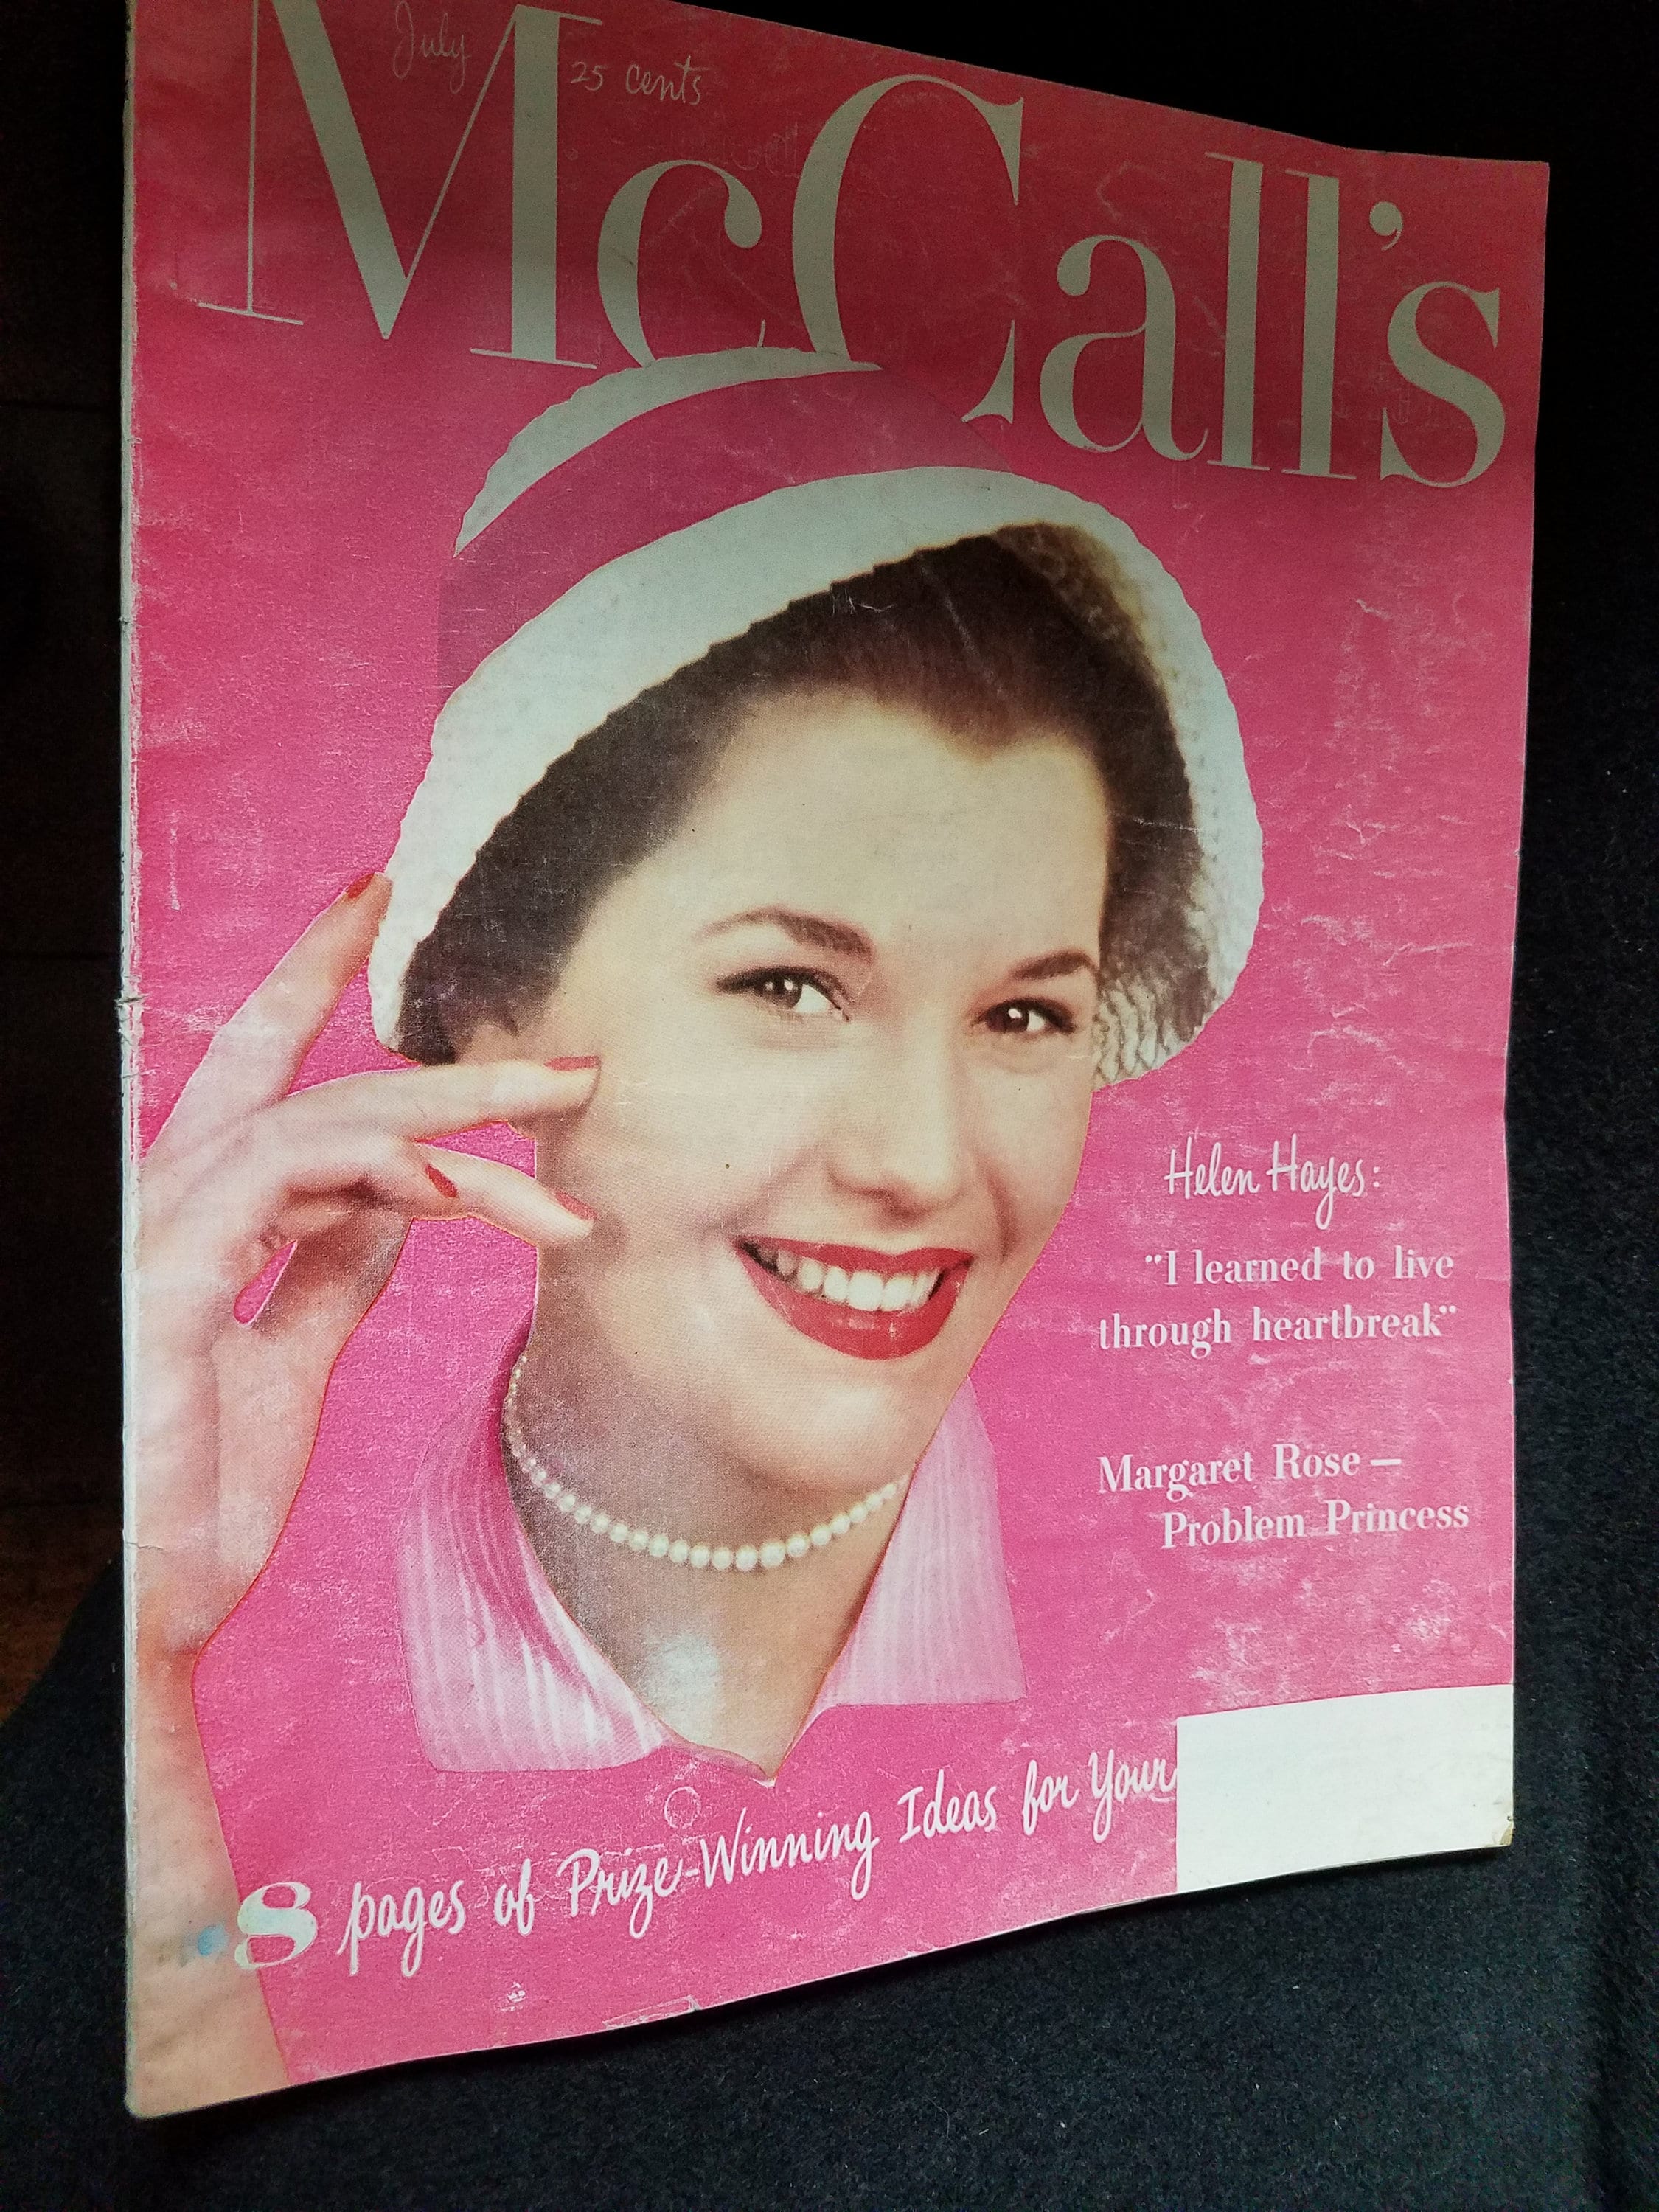 July
25 cents
McCall's
Helen Hayes:
"I learned to live
through heartbreak"
Margaret Rose —
Problem Princess
8 pages of Prize-Winning Ideas for Your